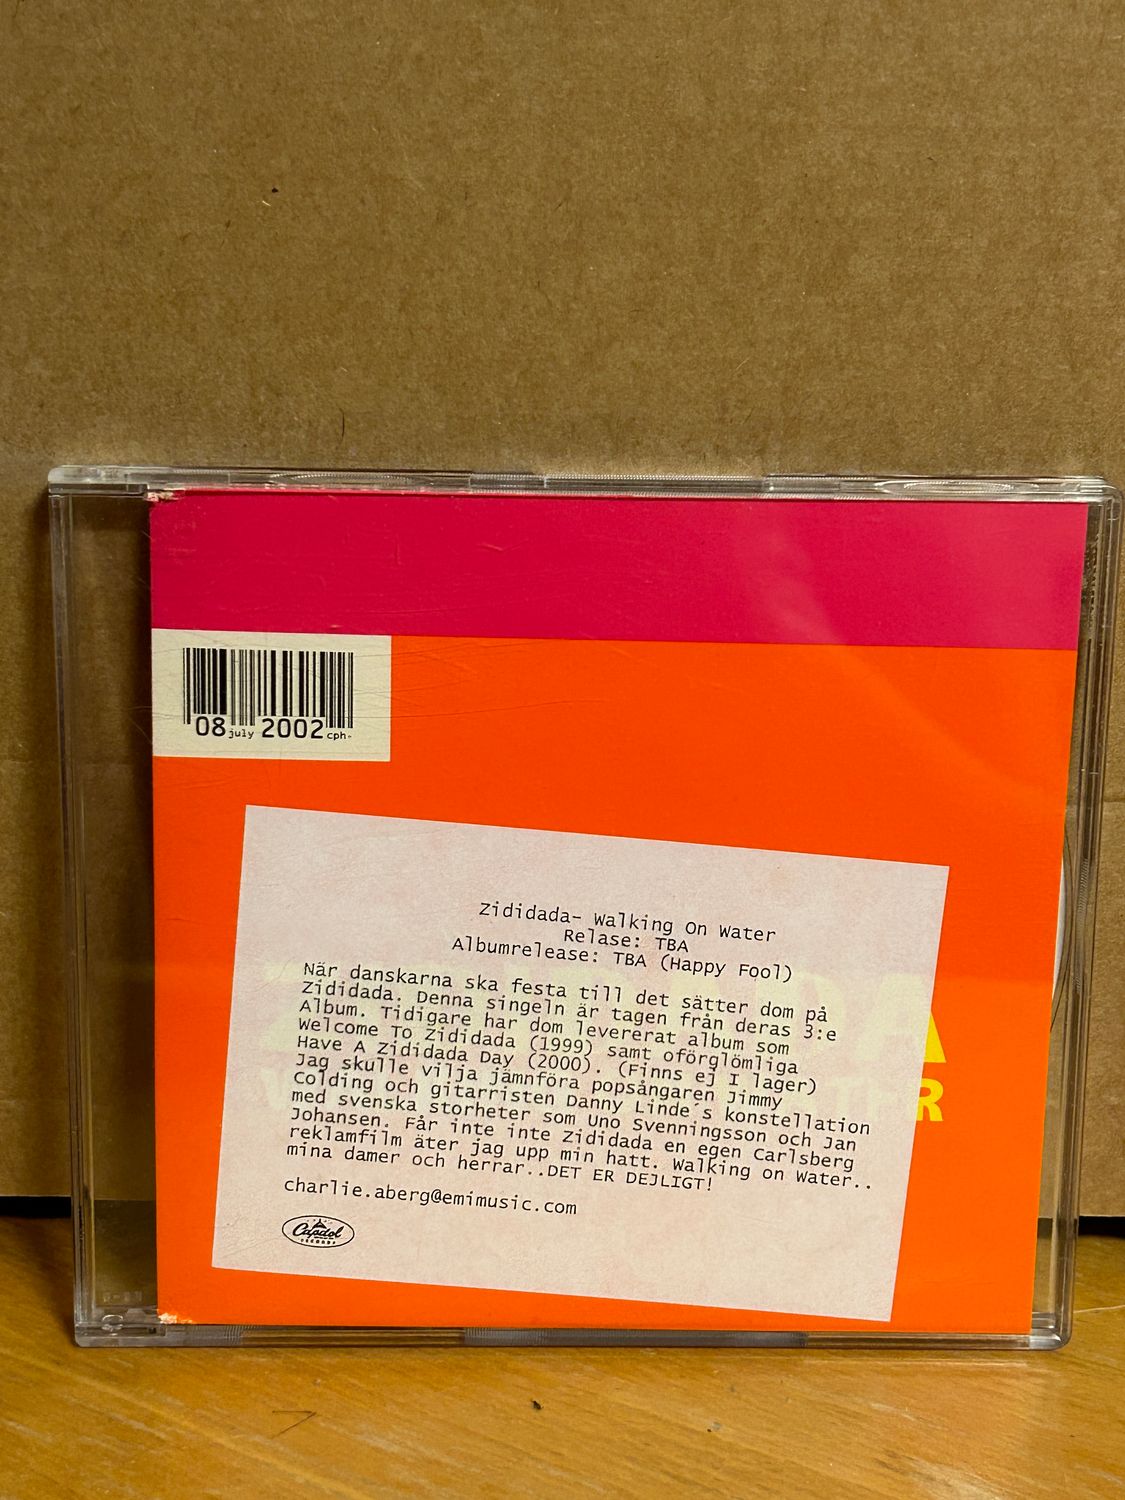 08 july 2002 cph
Zididada- Walking On Water
Relase: TBA
Albumrelease: TBA (Happy Fool)
När danskarna ska festa till det sätter dom på
Zididada. Denna singeln är tagen från deras 3:e
Album. Tidigare har dom levererat album som
Welcome To Zididada (1999) samt oförglömliga
Have A Zididada Day (2000). (Finns ej I lager)
Jag skulle vilja jämnföra popsångaren Jimmy
Colding och gitarristen Danny Linde´s konstellation
med svenska storheter som Uno Svenningsson och Jan
Johansen. Får inte inte Zididada en egen Carlsberg
reklamfilm äter jag upp min hatt. Walking on Water..
mina damer och herrar..DET ER DEJLIGT!
charlie.aberg@emimusic.com
Capitol
RECORDS